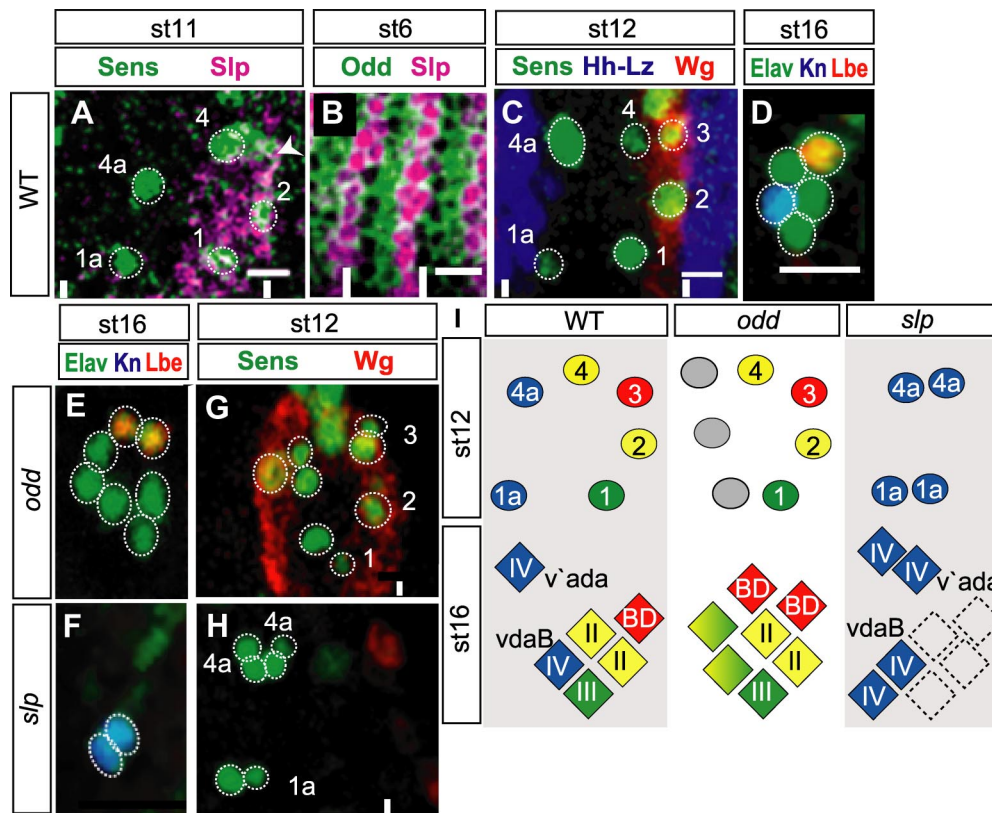 st11 st6 st12 st16
Sens Slp Odd Slp Sens Hh-Lz Wg Elav Kn Lbe
WT
A 4 4a 2 1 1a
B
C 4 3 4a 2 1a 1
D
st16 st12 I WT odd slp
Elav Kn Lbe Sens Wg
odd
E
G 3 2 1
slp
F
H 4a 4a 1a
st12
4a 4 3 2 1a 1
4 3 2 1
4a 4a 1a 1a
st16
IV v`ada
vdaB BD II IV II III
BD BD II II III
IV IV v`ada
vdaB IV IV